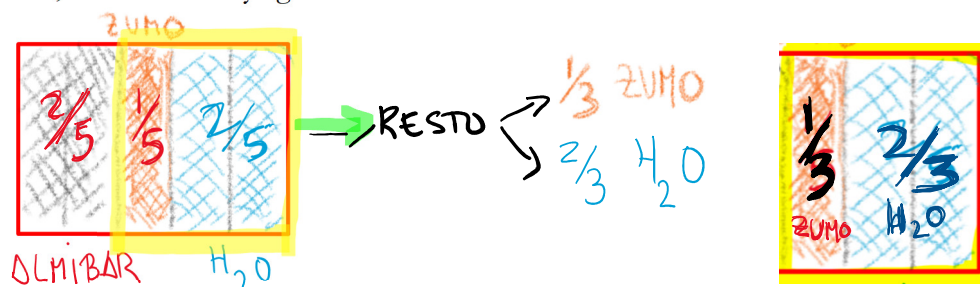 ZUMO
2/5 1/5 2/5
ALMIBAR H₂O
RESTO
1/3 ZUMO
2/3 H₂O
1/3 2/3
ZUMO H₂O